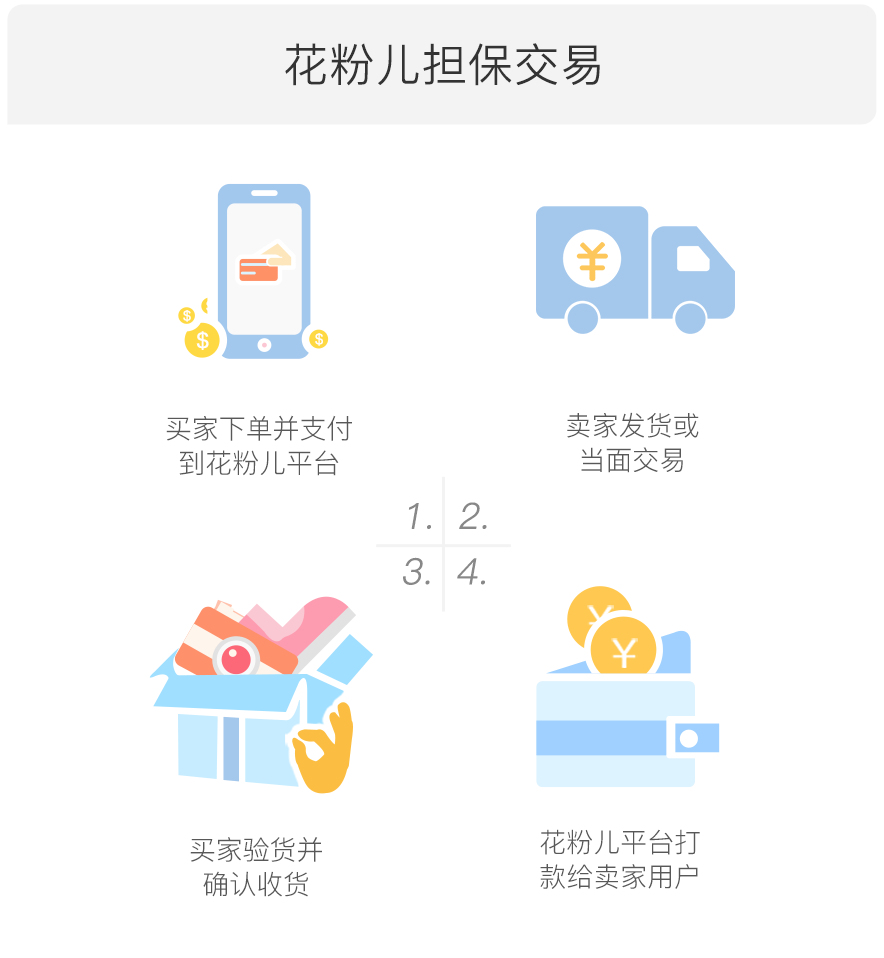 花粉儿担保交易
$
$
$
¥
买家下单并支付
到花粉儿平台
卖家发货或
当面交易
1.
2.
3.
4.
¥
¥
买家验货并
确认收货
花粉儿平台打
款给卖家用户